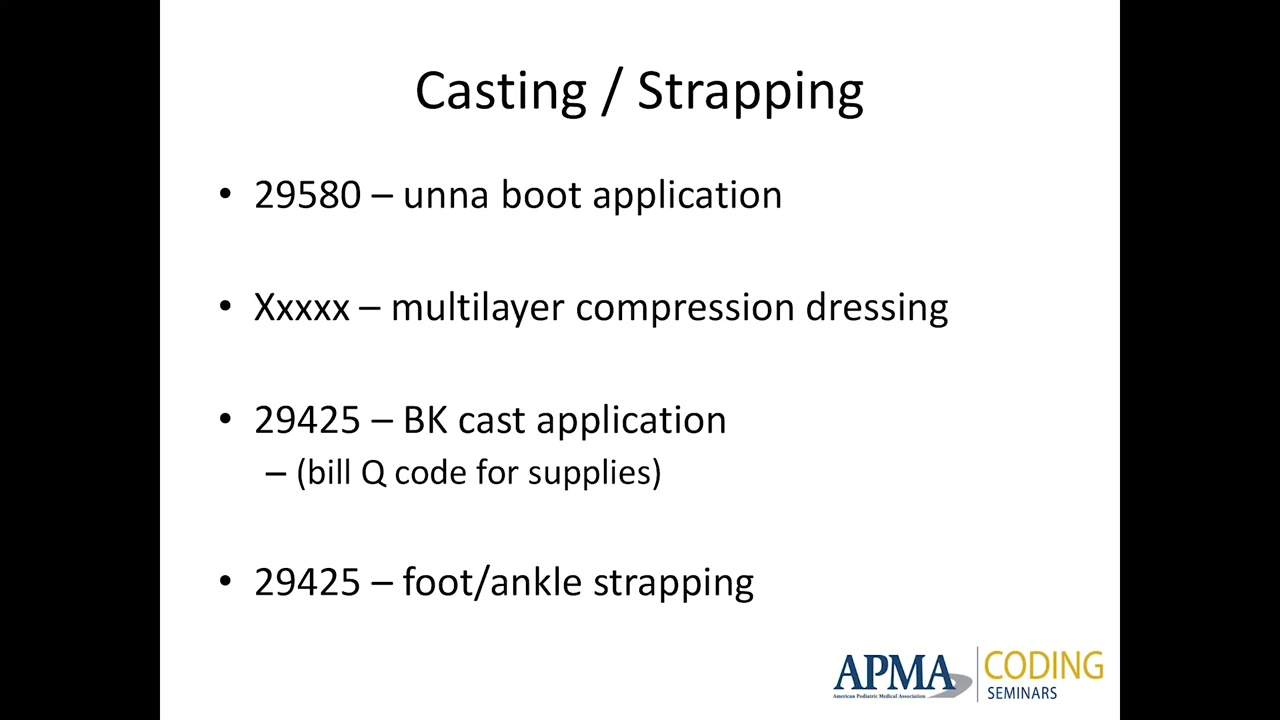 Casting / Strapping
• 29580 – unna boot application
• Xxxxx – multilayer compression dressing
• 29425 – BK cast application
– (bill Q code for supplies)
• 29425 – foot/ankle strapping
APMA
American Podiatric Medical Association
CODING
SEMINARS